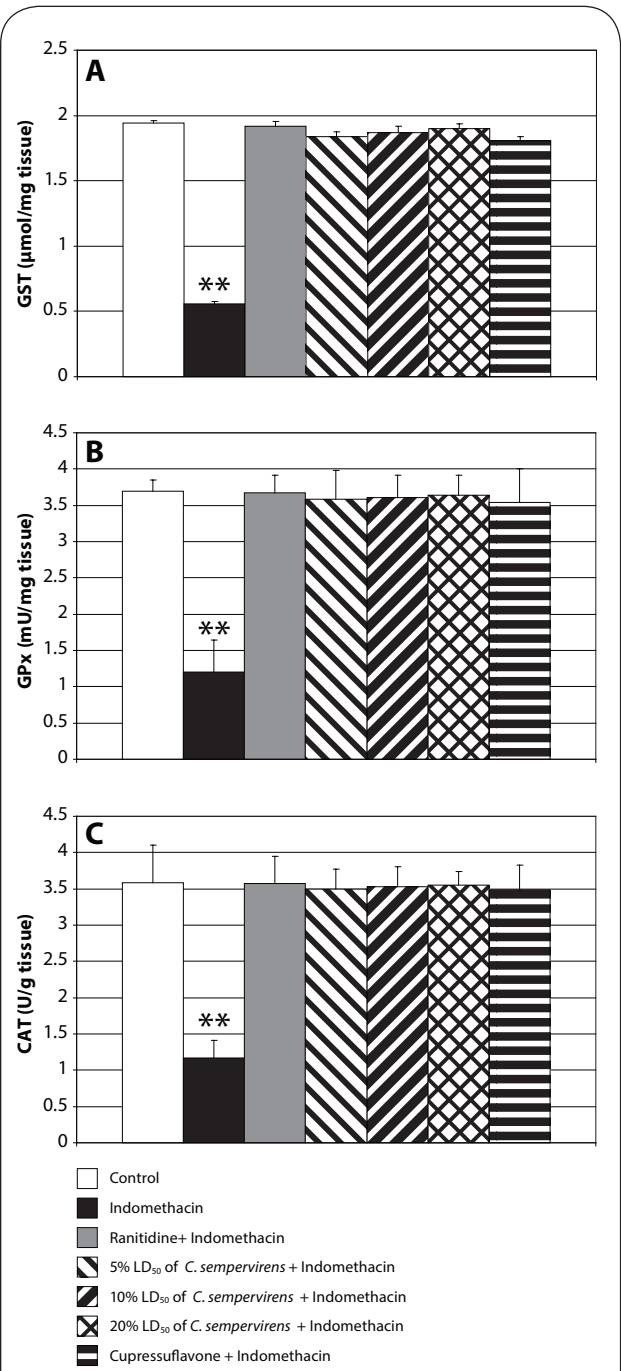 A
GST (μmol/mg tissue)
2.5
2
1.5
1
0.5
0
**
B
GPx (mU/mg tissue)
4.5
4
3.5
3
2.5
2
1.5
1
0.5
0
**
C
CAT (U/g tissue)
4.5
4
3.5
3
2.5
2
1.5
1
0.5
0
**
Control
Indomethacin
Ranitidine+ Indomethacin
5% LD₅₀ of C. sempervirens + Indomethacin
10% LD₅₀ of C. sempervirens + Indomethacin
20% LD₅₀ of C. sempervirens + Indomethacin
Cupressuflavone + Indomethacin